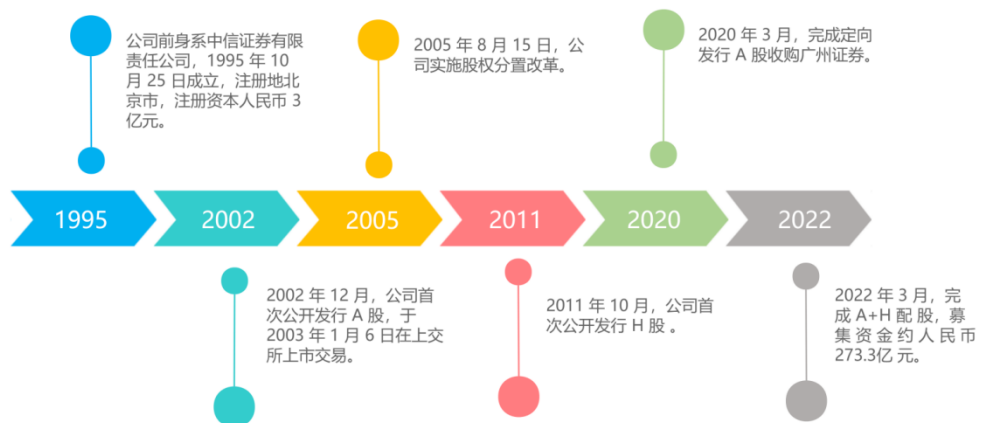 公司前身系中信证券有限
责任公司，1995 年 10
月 25 日成立，注册地北
京市，注册资本人民币 3
亿元。
2005 年 8 月 15 日，公
司实施股权分置改革。
2020 年 3 月，完成定向
发行 A 股收购广州证券。
1995
2002
2005
2011
2020
2022
2002 年 12 月，公司首
次公开发行 A 股，于
2003 年 1 月 6 日在上交
所上市交易。
2011 年 10 月，公司首
次公开发行 H 股 。
2022 年 3 月，完
成 A+H 配 股，募
集 资 金 约 人 民 币
273.3亿 元。